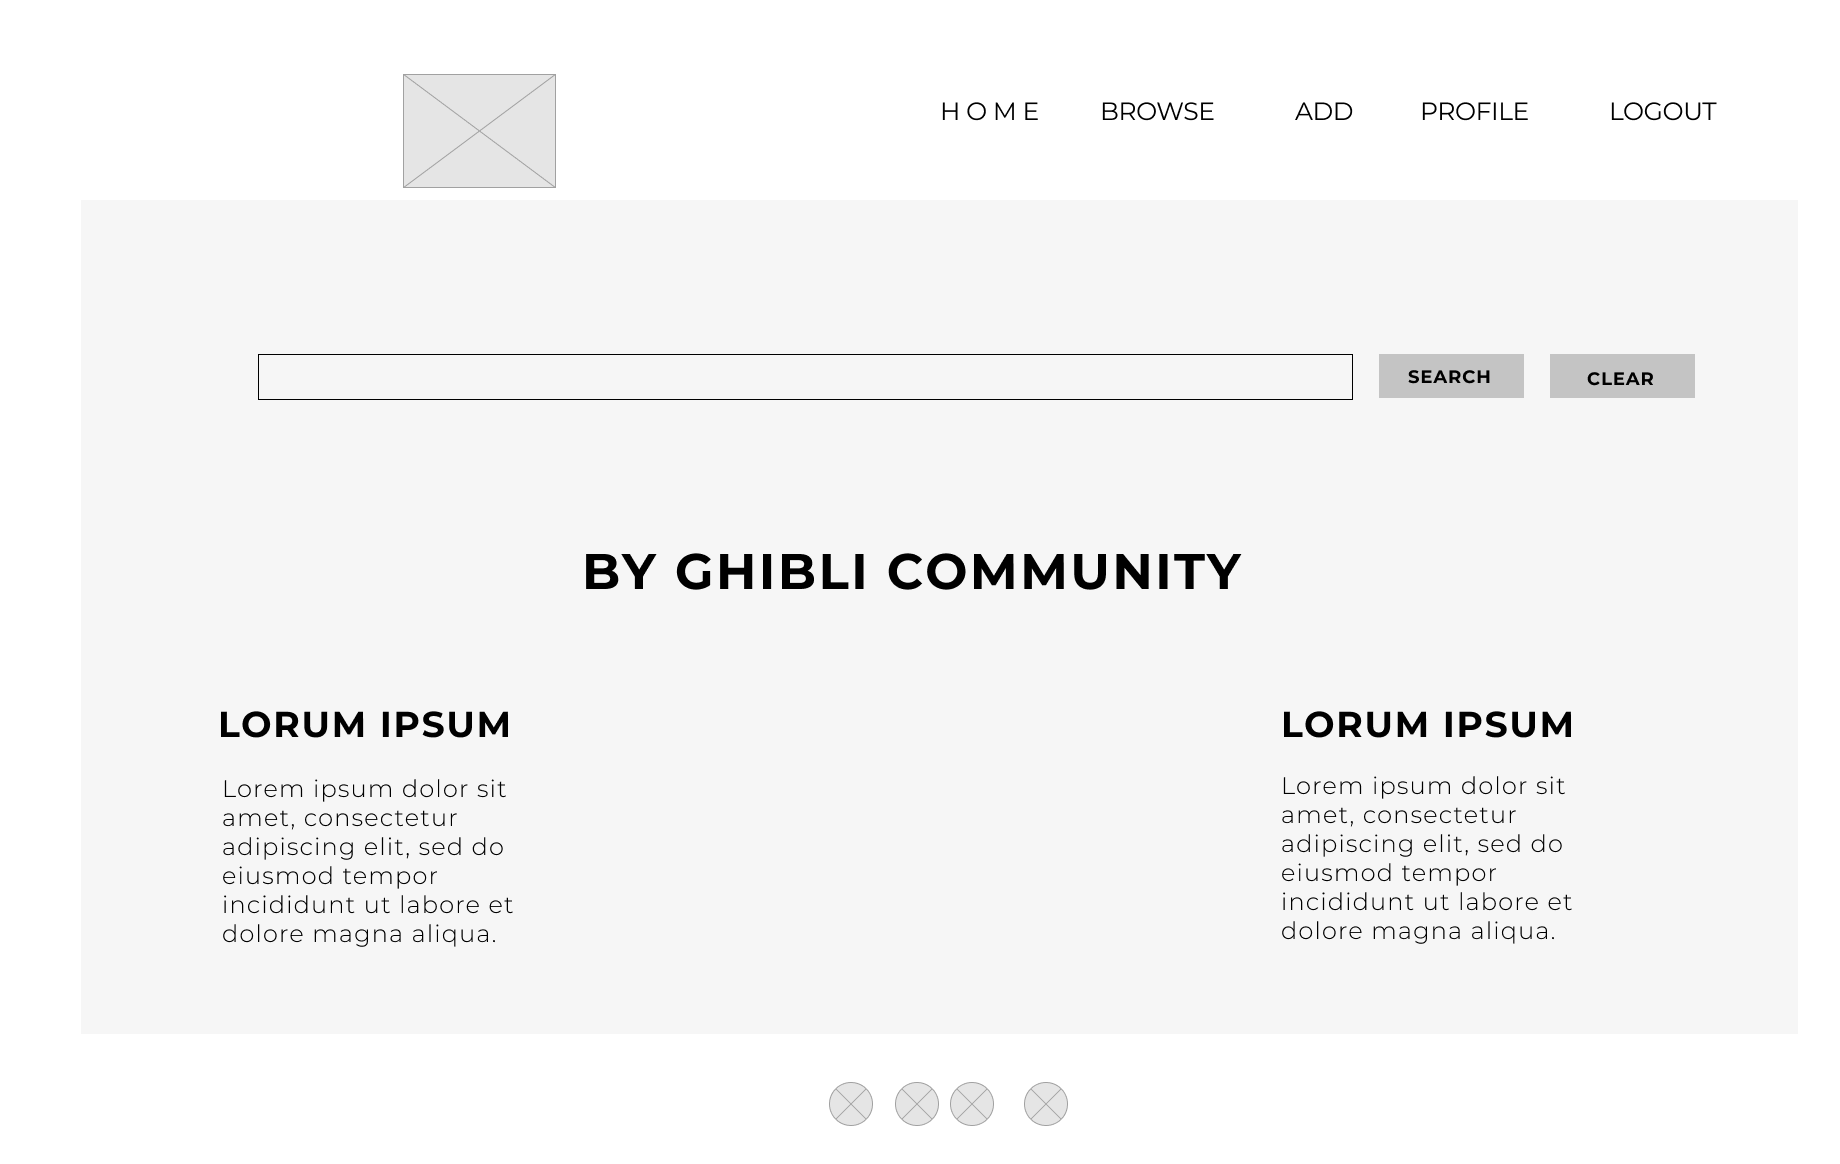 H O M E BROWSE ADD PROFILE LOGOUT
SEARCH CLEAR
BY GHIBLI COMMUNITY
LORUM IPSUM
Lorem ipsum dolor sit
amet, consectetur
adipiscing elit, sed do
eiusmod tempor
incididunt ut labore et
dolore magna aliqua.
LORUM IPSUM
Lorem ipsum dolor sit
amet, consectetur
adipiscing elit, sed do
eiusmod tempor
incididunt ut labore et
dolore magna aliqua.